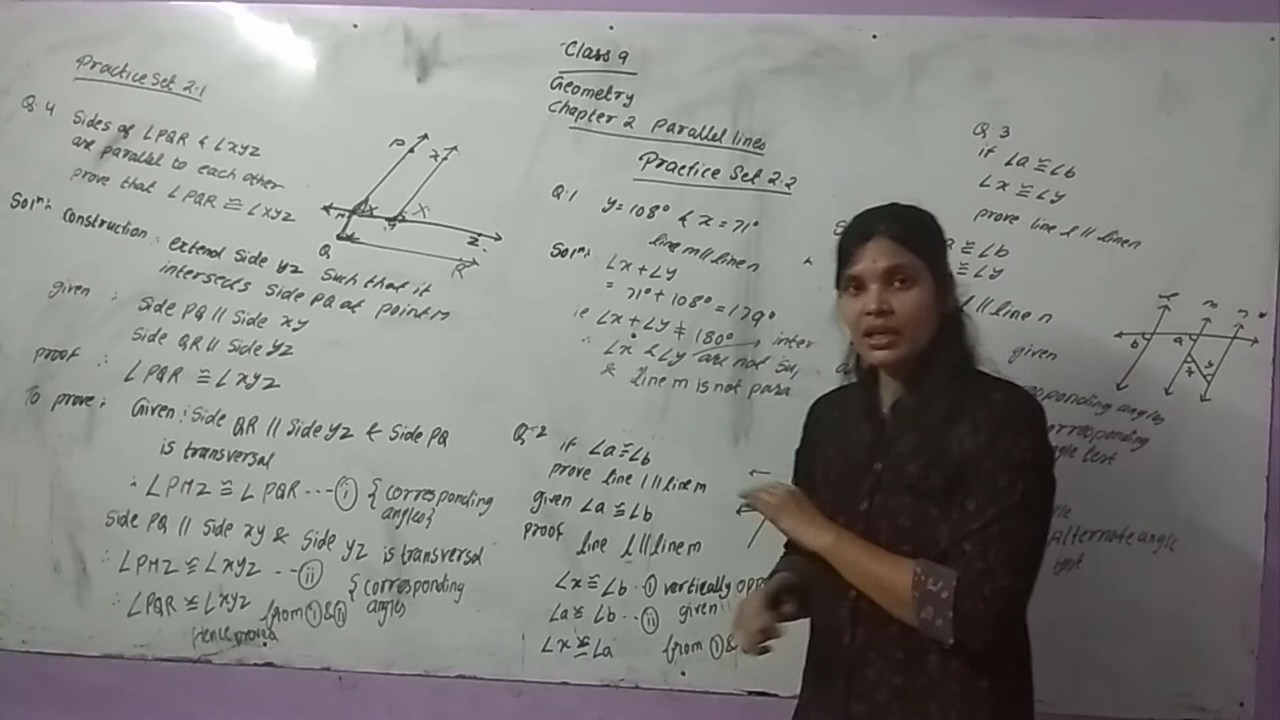 Practice Set 2.1
Q.4 Sides of ∠PQR & ∠XYZ
are parallel to each other
prove that ∠PQR ≅ ∠XYZ
Solⁿ: Construction: extend side YZ such that it
intersects side PQ at point M
given : Side PQ || Side XY
Side QR || Side YZ
proof : ∠PQR ≅ ∠XYZ
To prove: Given: Side QR || Side YZ & Side PQ
is transversal
∴ ∠PMZ ≅ ∠PQR ---(i) {corresponding
angles}
Side PQ || Side XY & Side YZ is transversal
∴ ∠PMZ ≅ ∠XYZ --(ii) {corresponding
angles
∴ ∠PQR ≅ ∠XYZ from (i) & (ii)
Hence proved
P
X
M
X
Y
X
Z
Q
R
Class 9
Geometry
Chapter 2 parallel lines
Practice Set 2.2
Q.1 y = 108° & x = 71°
line m || line n
Solⁿ: ∠x + ∠y
= 71° + 108° = 179°
ie ∠x + ∠y ≠ 180°, inter
∴ ∠x & ∠y are not su
& line m is not para
Q.2 if ∠a ≅ ∠b
prove line l || line m
given ∠a ≅ ∠b
proof line l || line m
∠x ≅ ∠b -(i) vertically opp
∠a ≅ ∠b --(ii) given
∠x ≅ ∠a from (i) &
Q.3
if ∠a ≅ ∠b
∠x ≅ ∠y
prove line l || line n
a ≅ ∠b
≅ ∠y
l || line n
given
responding angles
orresponding
gle test
Alternate angle
test
l
m
n
b
a
x
y